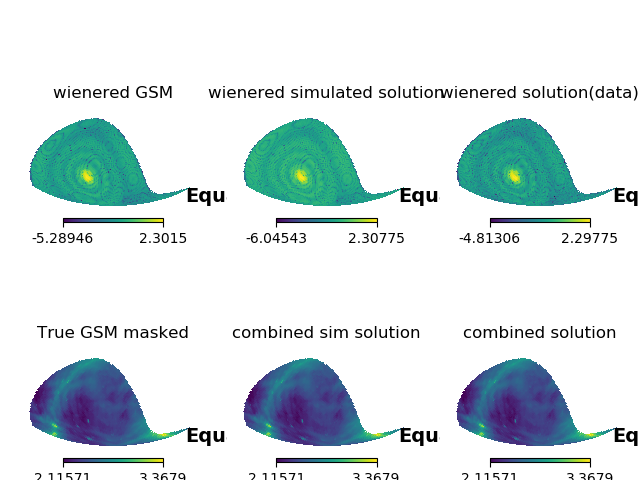 wienered GSM wienered simulated solution wienered solution(data)
Equ Equ Eq
-5.28946 2.3015 -6.04543 2.30775 -4.81306 2.29775
True GSM masked combined sim solution combined solution
Equ Equ Eq
2.11571 3.3679 2.11571 3.3679 2.11571 3.3679